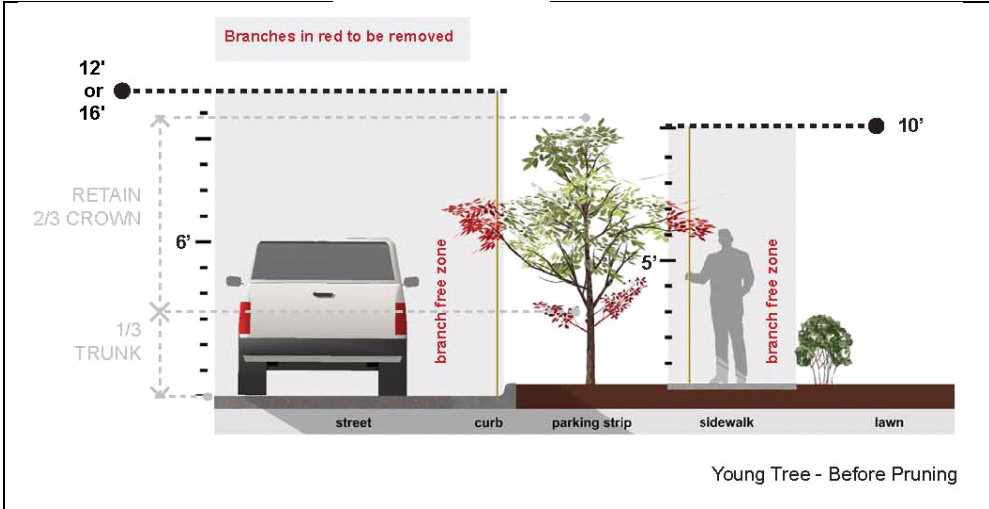 Branches in red to be removed
12'
or
16'
10’
RETAIN
2/3 CROWN
6’
5’
branch free zone
branch free zone
1/3
TRUNK
street
curb
parking strip
sidewalk
lawn
Young Tree - Before Pruning